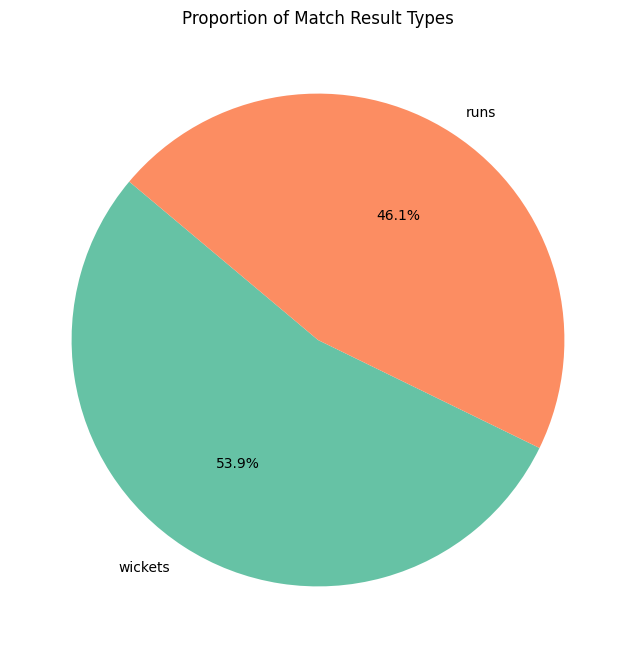 Proportion of Match Result Types
runs
46.1%
53.9%
wickets